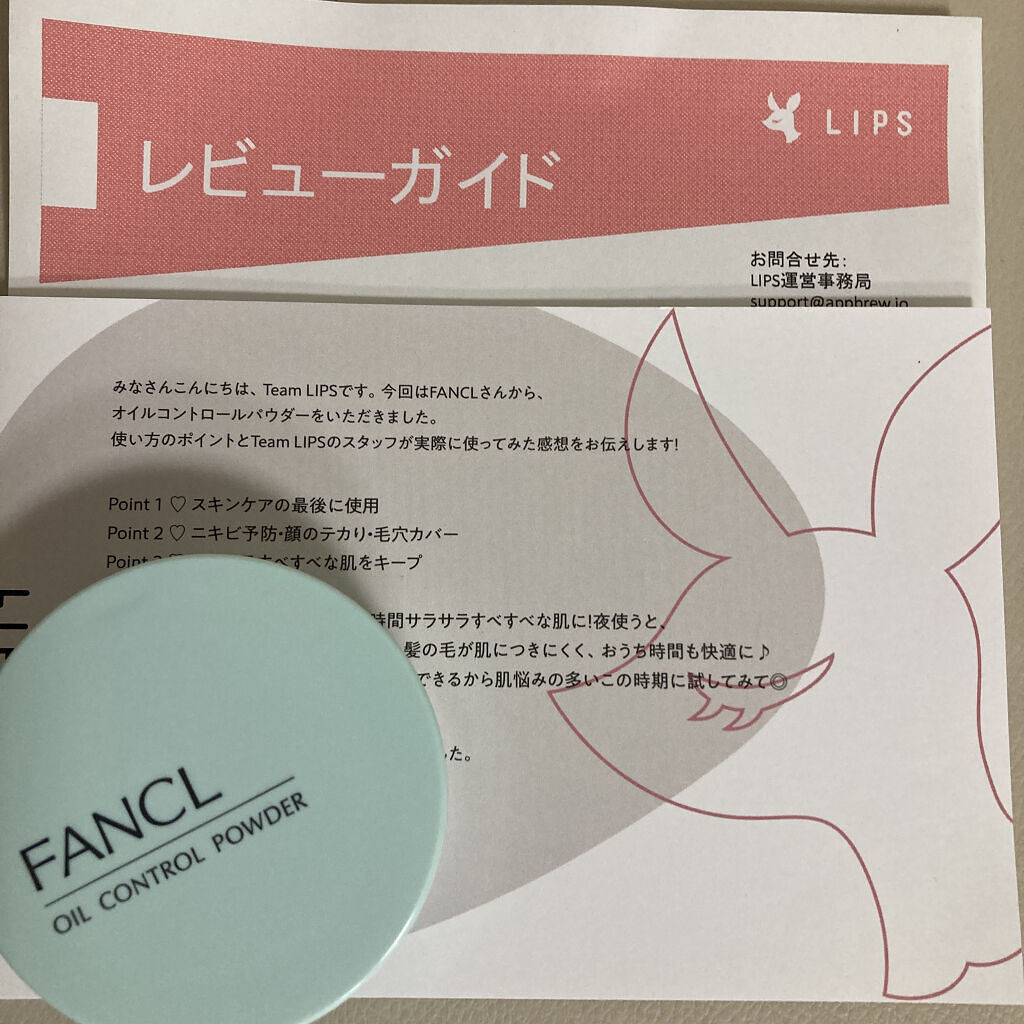 LIPS
レビューガイド
お問合せ先:
LIPS運営事務局
support@appbrew.io
みなさんこんにちは、Team LIPSです。今回はFANCLさんから、
オイルコントロールパウダーをいただきました。
使い方のポイントとTeam LIPSのスタッフが実際に使ってみた感想をお伝えします!
Point 1 ♡ スキンケアの最後に使用
Point 2 ♡ ニキビ予防・顔のテカリ・毛穴カバー
Point すべすべな肌をキープ
時間サラサラすべすべな肌に!夜使うと、
髪の毛が肌につきにくく、おうち時間も快適に♪
できるから肌悩みの多いこの時期に試してみて◎
た。
FANCL
OIL CONTROL POWDER